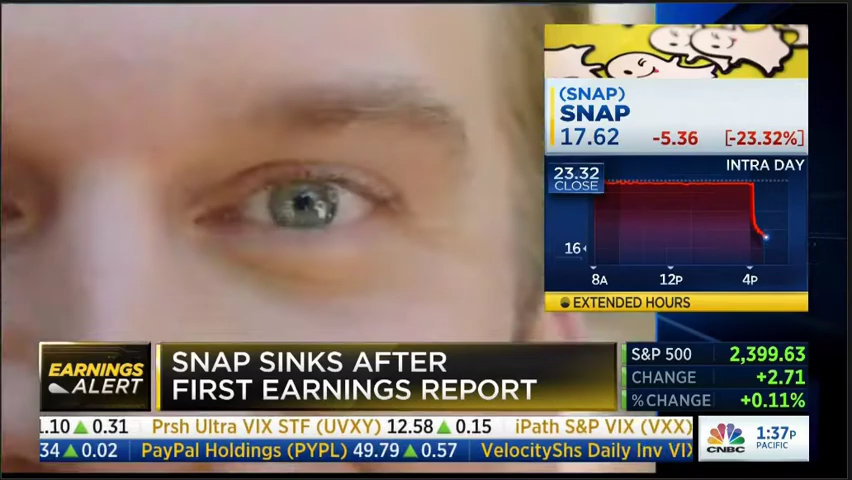 (SNAP)
SNAP
17.62 -5.36 [-23.32%]
INTRA DAY
23.32
CLOSE
16
8A 12P 4P
EXTENDED HOURS
EARNINGS
ALERT
SNAP SINKS AFTER
FIRST EARNINGS REPORT
S&P 500 2,399.63
CHANGE +2.71
% CHANGE +0.11%
.10 ▲ 0.31 Prsh Ultra VIX STF (UVXY) 12.58 ▲ 0.15 iPath S&P VIX (VXX)
34 ▲ 0.02 PayPal Holdings (PYPL) 49.79 ▲ 0.57 VelocityShs Daily Inv VIX
CNBC
1:37P
PACIFIC